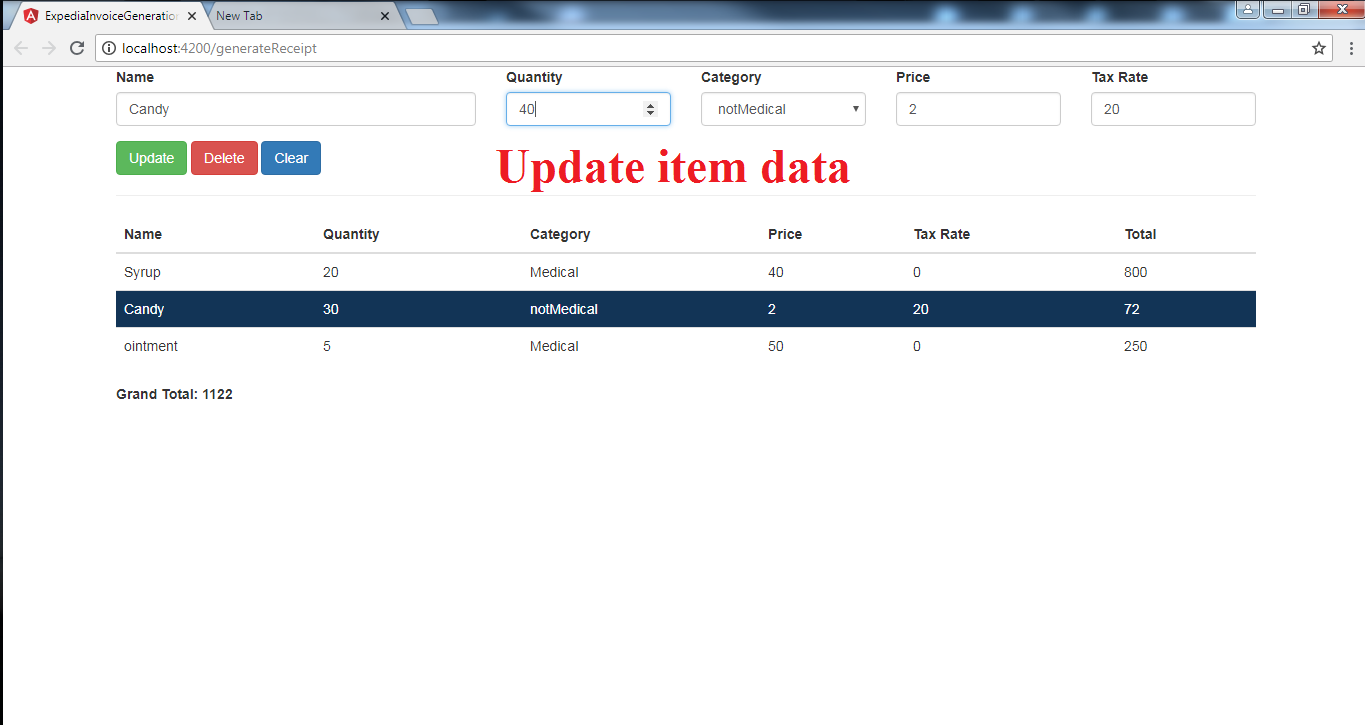 ExpediaInvoiceGeneration New Tab
localhost:4200/generateReceipt
Name Quantity Category Price Tax Rate
Candy 40 notMedical 2 20
Update Delete Clear
Update item data
Name Quantity Category Price Tax Rate Total
Syrup 20 Medical 40 0 800
Candy 30 notMedical 2 20 72
ointment 5 Medical 50 0 250
Grand Total: 1122